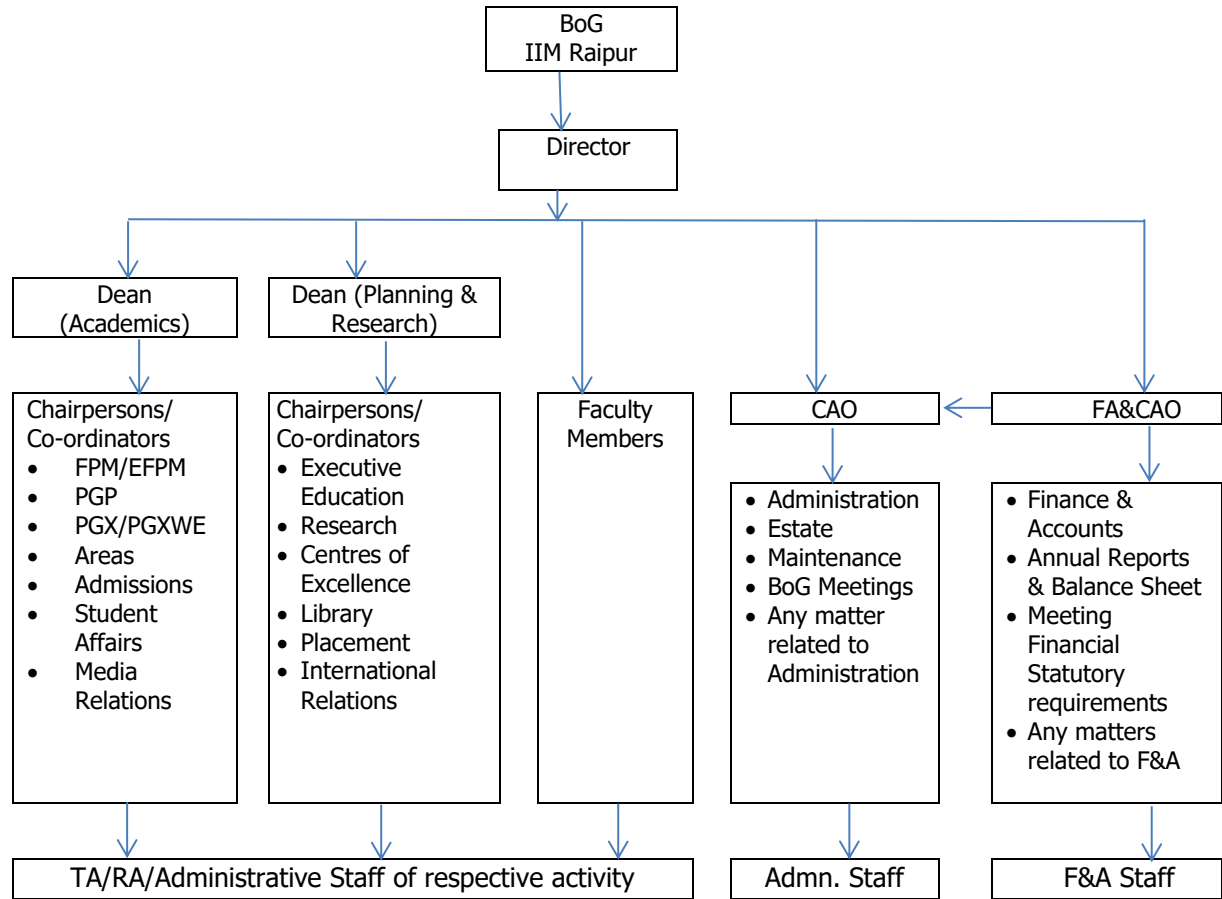 BoG
IIM Raipur
Director
Dean
(Academics)
Dean (Planning &
Research)
Chairpersons/
Co-ordinators
• FPM/EFPM
• PGP
• PGX/PGXWE
• Areas
• Admissions
• Student
Affairs
• Media
Relations
Chairpersons/
Co-ordinators
• Executive
Education
• Research
• Centres of
Excellence
• Library
• Placement
• International
Relations
Faculty
Members
CAO
FA&CAO
• Administration
• Estate
• Maintenance
• BoG Meetings
• Any matter
related to
Administration
• Finance &
Accounts
• Annual Reports
& Balance Sheet
• Meeting
Financial
Statutory
requirements
• Any matters
related to F&A
TA/RA/Administrative Staff of respective activity
Admn. Staff
F&A Staff